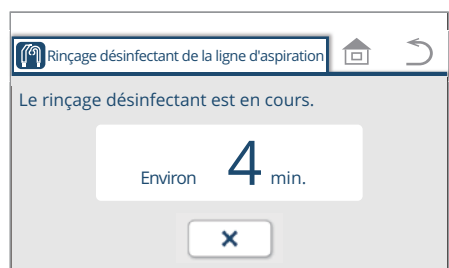 Rinçage désinfectant de la ligne d'aspiration
Le rinçage désinfectant est en cours.
Environ 4 min.